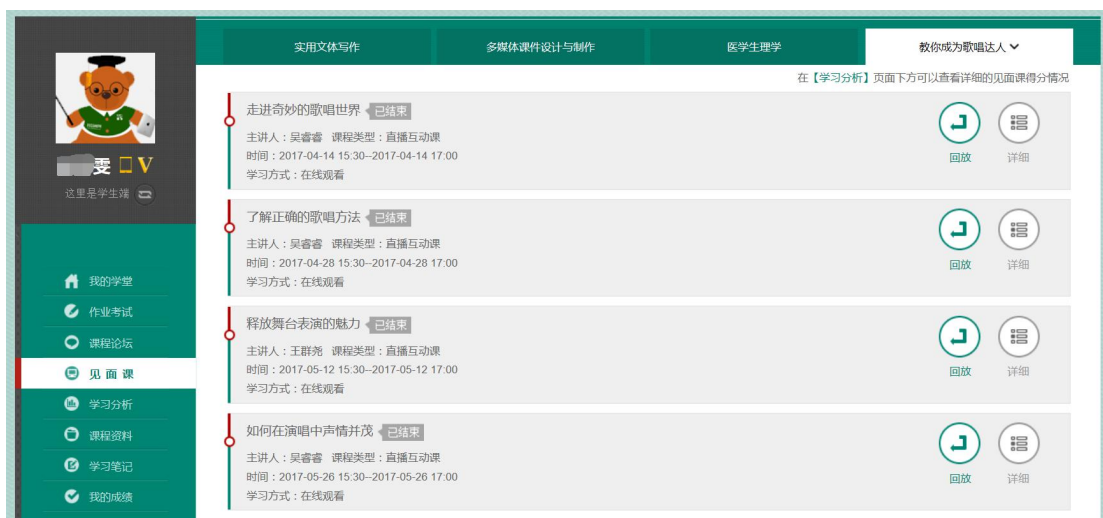 实用文体写作
多媒体课件设计与制作
医学生理学
教你成为歌唱达人
在【学习分析】页面下方可以查看详细的见面课得分情况
雯 V
这里是学生端
我的学堂
作业考试
课程论坛
见面课
学习分析
课程资料
学习笔记
我的成绩
走进奇妙的歌唱世界 已结束
主讲人：吴睿睿 课程类型：直播互动课
时间：2017-04-14 15:30--2017-04-14 17:00
学习方式：在线观看
回放 详细
了解正确的歌唱方法 已结束
主讲人：吴睿睿 课程类型：直播互动课
时间：2017-04-28 15:30--2017-04-28 17:00
学习方式：在线观看
回放 详细
释放舞台表演的魅力 已结束
主讲人：王群尧 课程类型：直播互动课
时间：2017-05-12 15:30--2017-05-12 17:00
学习方式：在线观看
回放 详细
如何在演唱中声情并茂 已结束
主讲人：吴睿睿 课程类型：直播互动课
时间：2017-05-26 15:30--2017-05-26 17:00
学习方式：在线观看
回放 详细